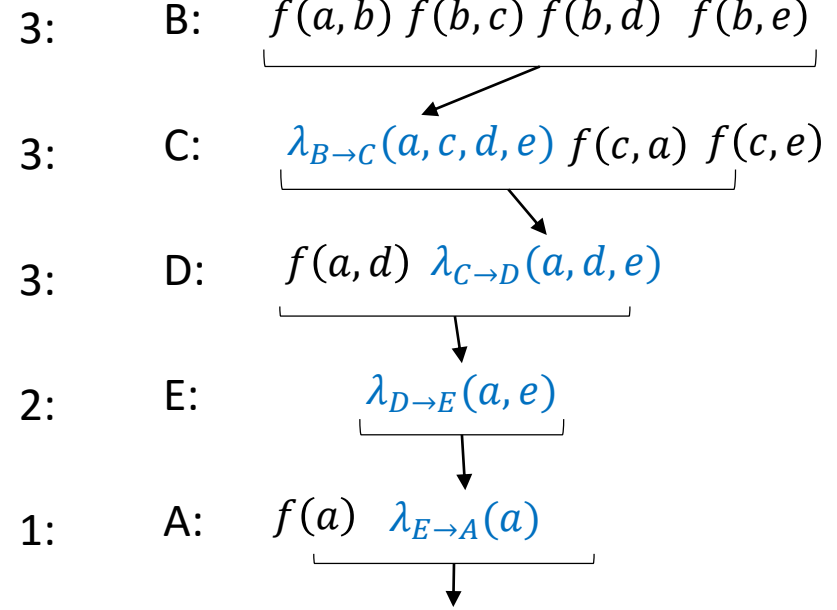 3: B: f(a, b) f(b, c) f(b, d) f(b, e)
3: C: λ_{B→C}(a, c, d, e) f(c, a) f(c, e)
3: D: f(a, d) λ_{C→D}(a, d, e)
2: E: λ_{D→E}(a, e)
1: A: f(a) λ_{E→A}(a)